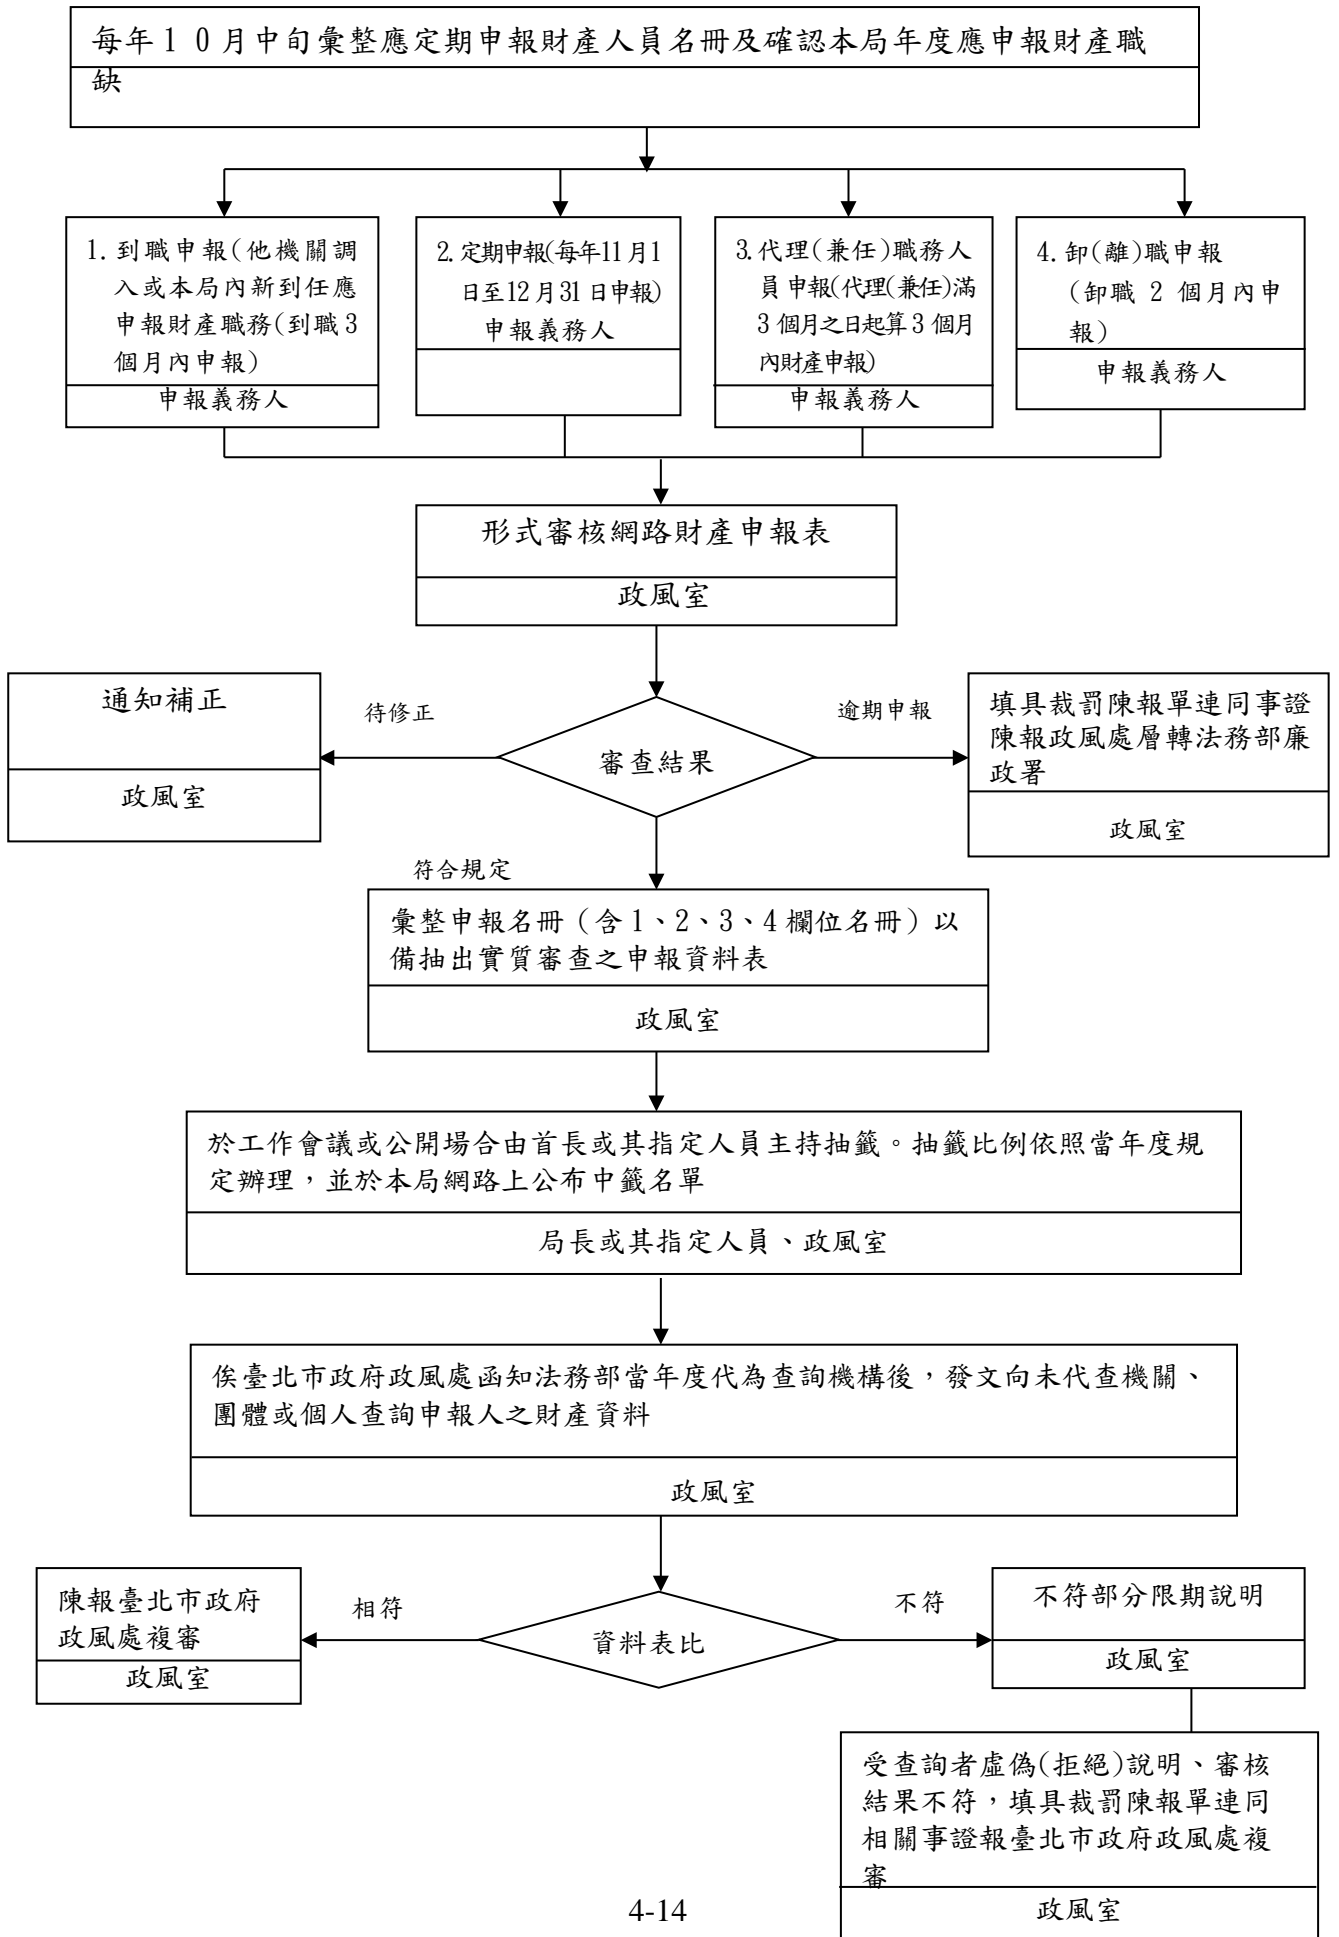 每年10月中旬彙整應定期申報財產人員名冊及確認本局年度應申報財產職
缺
1.到職申報(他機關調
入或本局內新到任應
申報財產職務(到職3
個月內申報)
申報義務人
2.定期申報(每年11月1
日至12月31日申報)
申報義務人
3.代理(兼任)職務人
員申報(代理(兼任)滿
3個月之日起算3個月
內財產申報)
申報義務人
4.卸(離)職申報
(卸職 2 個月內申
報)
申報義務人
形式審核網路財產申報表
政風室
通知補正
政風室
待修正
審查結果
逾期申報
填具裁罰陳報單連同事證
陳報政風處層轉法務部廉
政署
政風室
符合規定
彙整申報名冊（含1、2、3、4欄位名冊）以
備抽出實質審查之申報資料表
政風室
於工作會議或公開場合由首長或其指定人員主持抽籤。抽籤比例依照當年度規
定辦理，並於本局網路上公布中籤名單
局長或其指定人員、政風室
俟臺北市政府政風處函知法務部當年度代為查詢機構後，發文向未代查機關、
團體或個人查詢申報人之財產資料
政風室
陳報臺北市政府
政風處複審
政風室
相符
資料表比
不符
不符部分限期說明
政風室
受查詢者虛偽(拒絕)說明、審核
結果不符，填具裁罰陳報單連同
相關事證報臺北市政府政風處複
審
政風室
4-14